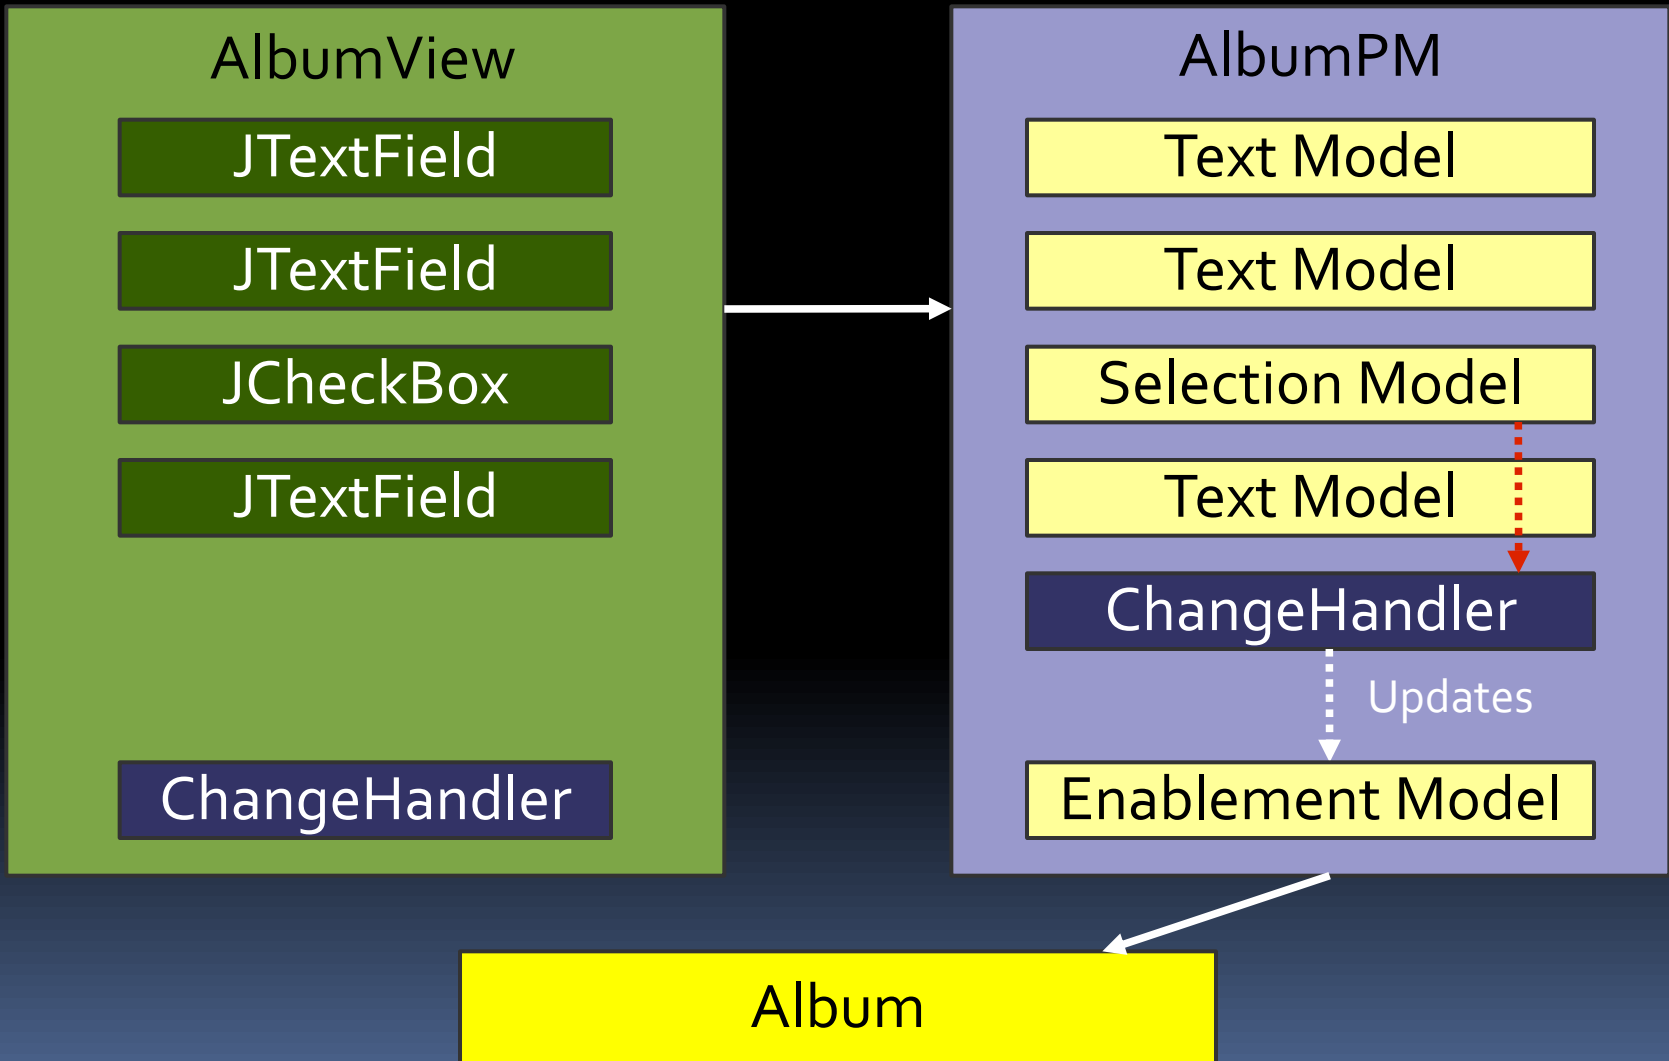 AlbumView
JTextField
JTextField
JCheckBox
JTextField
ChangeHandler
AlbumPM
Text Model
Text Model
Selection Model
Text Model
ChangeHandler
Updates
Enablement Model
Album